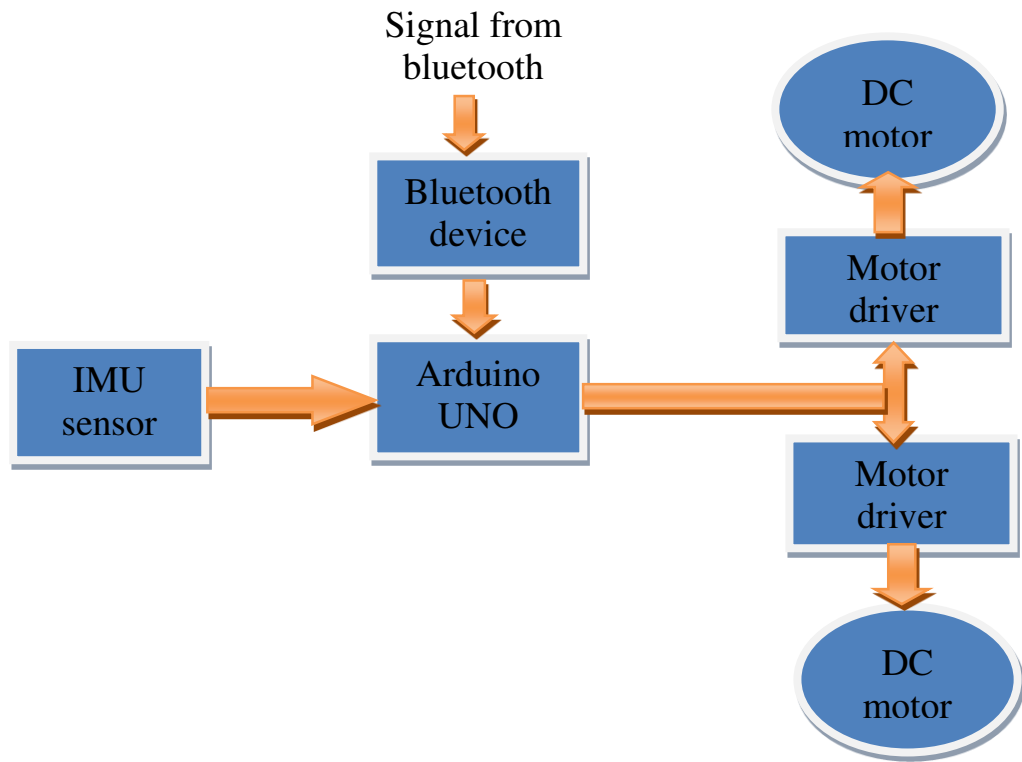 Signal from
bluetooth
DC
motor
Bluetooth
device
Motor
driver
IMU
sensor
Arduino
UNO
Motor
driver
DC
motor